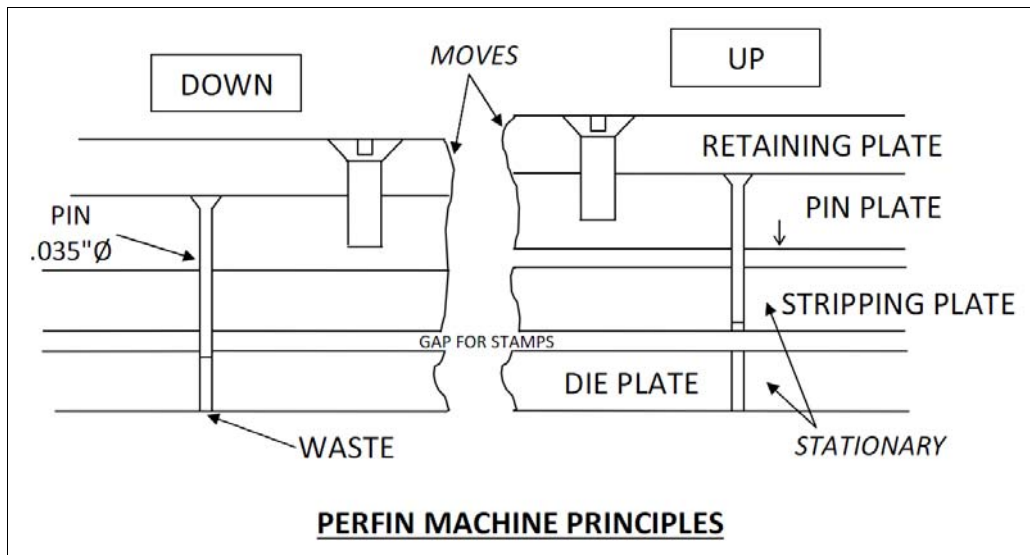 DOWN
MOVES
UP
RETAINING PLATE
PIN
.035"Ø
PIN PLATE
STRIPPING PLATE
GAP FOR STAMPS
DIE PLATE
WASTE
STATIONARY
PERFIN MACHINE PRINCIPLES